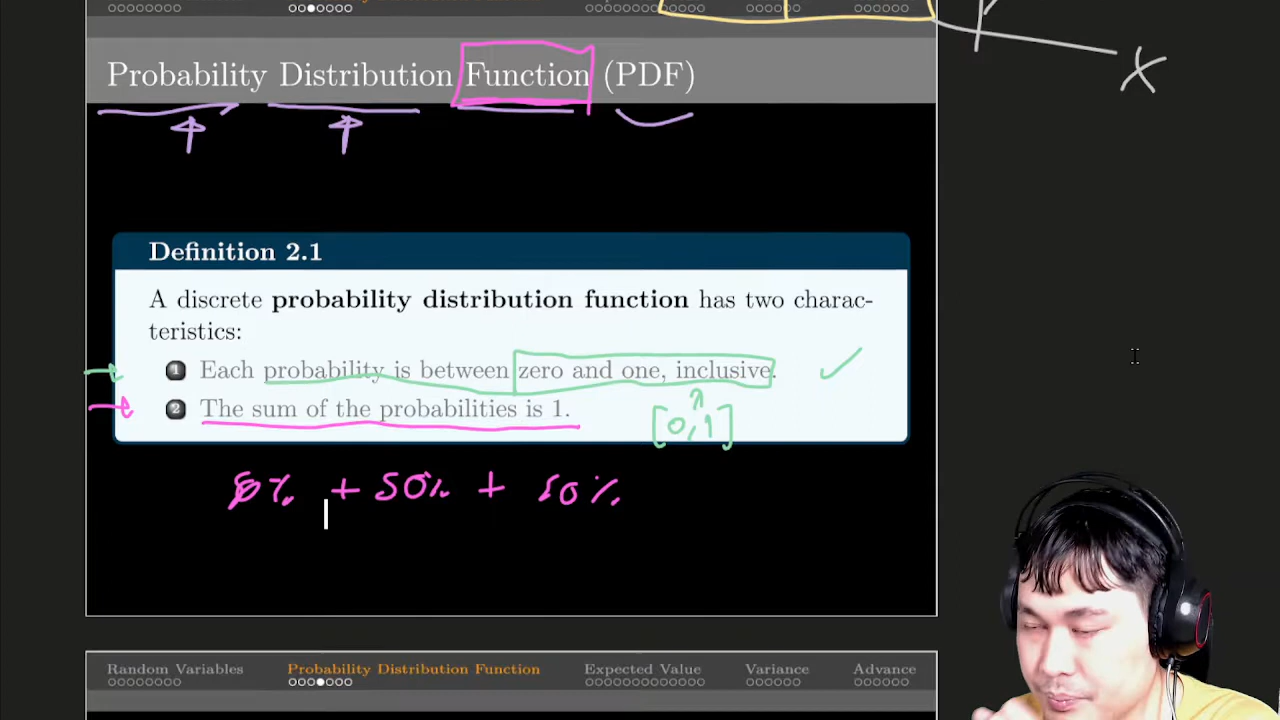 X
Probability Distribution Function (PDF)
Definition 2.1
A discrete probability distribution function has two charac-
teristics:
1 Each probability is between zero and one, inclusive.
2 The sum of the probabilities is 1.
[0,1]
+ 50% + 50%
Random Variables Probability Distribution Function Expected Value Variance Advance